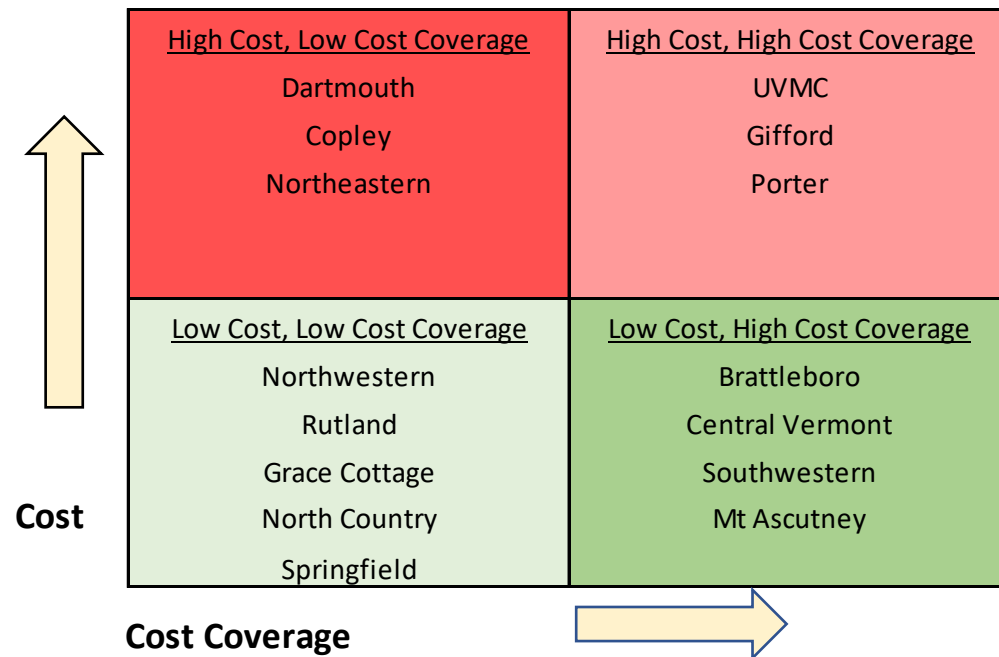 High Cost, Low Cost Coverage
Dartmouth
Copley
Northeastern
High Cost, High Cost Coverage
UVMC
Gifford
Porter
Low Cost, Low Cost Coverage
Northwestern
Rutland
Grace Cottage
North Country
Springfield
Low Cost, High Cost Coverage
Brattleboro
Central Vermont
Southwestern
Mt Ascutney
Cost
Cost Coverage